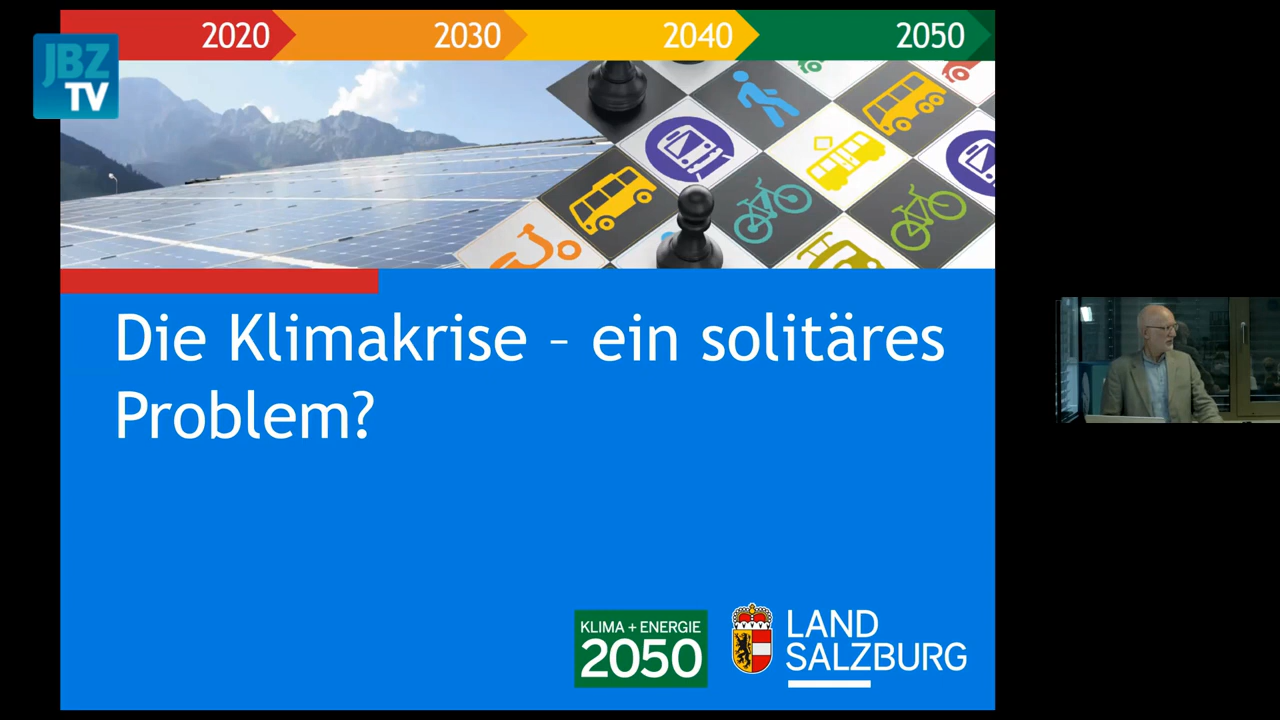 JBZ
TV
2020
2030
2040
2050
Die Klimakrise – ein solitäres
Problem?
KLIMA + ENERGIE
2050
LAND
SALZBURG